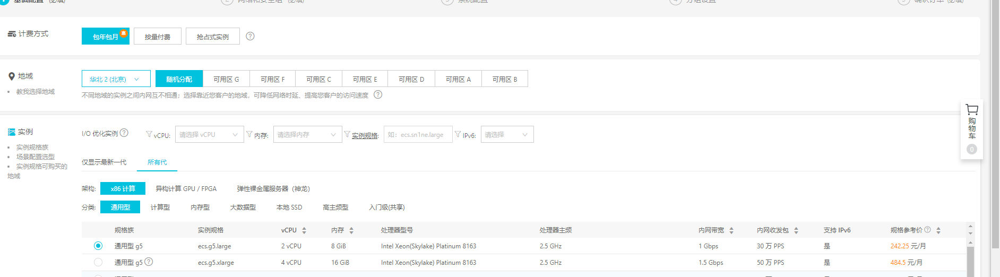 1 基础配置 (必填) 2 网络和安全组 (必填) 3 系统配置 4 分组设置 5 确认订单 (必填)
计费方式 包年包月 惠 按量付费 抢占式实例 ?
地域 华北 2 (北京) 随机分配 可用区 G 可用区 F 可用区 C 可用区 E 可用区 D 可用区 A 可用区 B
教我选择地域 不同地域的实例之间内网互不相通；选择靠近您客户的地域，可降低网络时延、提高您客户的访问速度 ?
购物车
0
实例 I/O 优化实例 ? vCPU: 请选择 vCPU 内存: 请选择内存 实例规格: 如：ecs.sn1ne.large IPv6: 请选择
实例规格族
场景配置选型
实例规格可购买的
地域
仅显示最新一代 所有代
架构: x86 计算 异构计算 GPU / FPGA 弹性裸金属服务器（神龙）
分类: 通用型 计算型 内存型 大数据型 本地 SSD 高主频型 入门级(共享)
规格族 实例规格 vCPU 内存 处理器型号 处理器主频 内网带宽 内网收发包 支持 IPv6 规格参考价 ?
通用型 g5 ecs.g5.large 2 vCPU 8 GiB Intel Xeon(Skylake) Platinum 8163 2.5 GHz 1 Gbps 30 万 PPS 是 242.25 元/月
通用型 g5 ? ecs.g5.xlarge 4 vCPU 16 GiB Intel Xeon(Skylake) Platinum 8163 2.5 GHz 1.5 Gbps 50 万 PPS 是 484.5 元/月